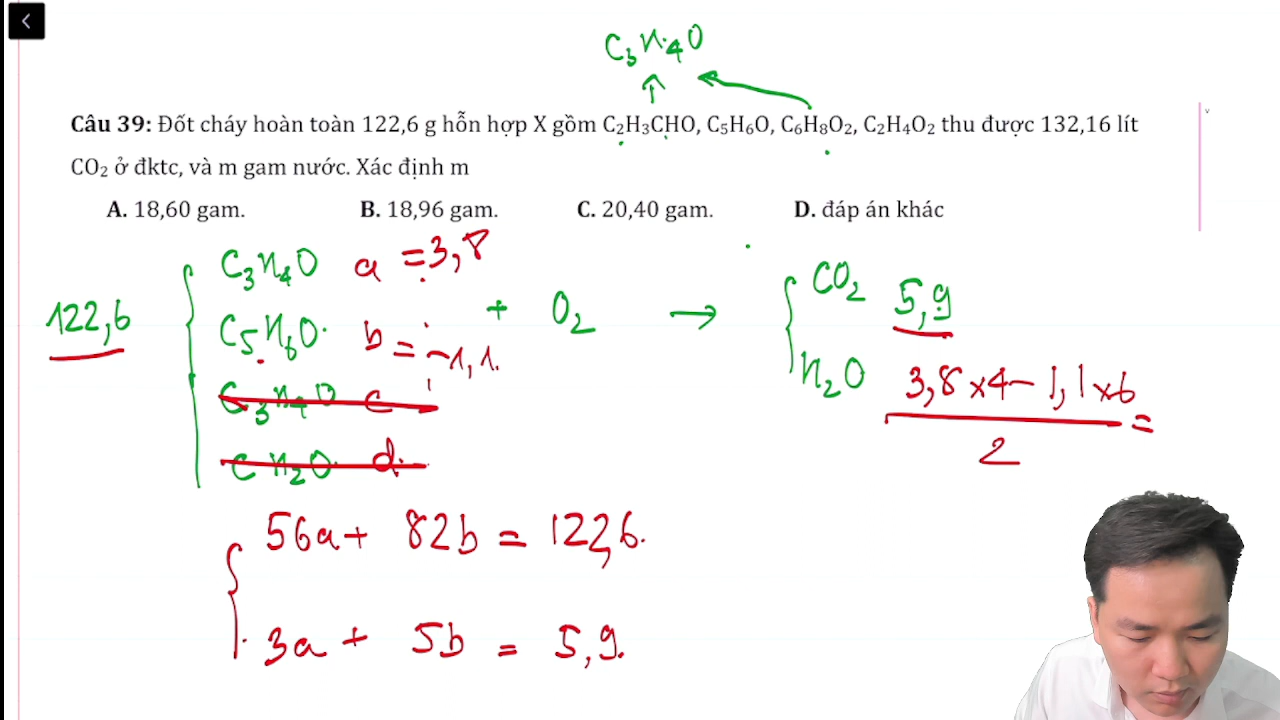 C₃H₄O
Câu 39: Đốt cháy hoàn toàn 122,6 g hỗn hợp X gồm C₂H₃CHO, C₅H₆O, C₆H₈O₂, C₂H₄O₂ thu được 132,16 lít
CO₂ ở đktc, và m gam nước. Xác định m
A. 18,60 gam. B. 18,96 gam. C. 20,40 gam. D. đáp án khác
122,6
C₃H₄O a = 3,8
C₅H₆O b = -1,1
C₃H₄O c
CH₂O d
+ O₂ →
CO₂ 5,9
H₂O 3,8×4-1,1×6 =
2
56a + 82b = 122,6.
3a + 5b = 5,9.